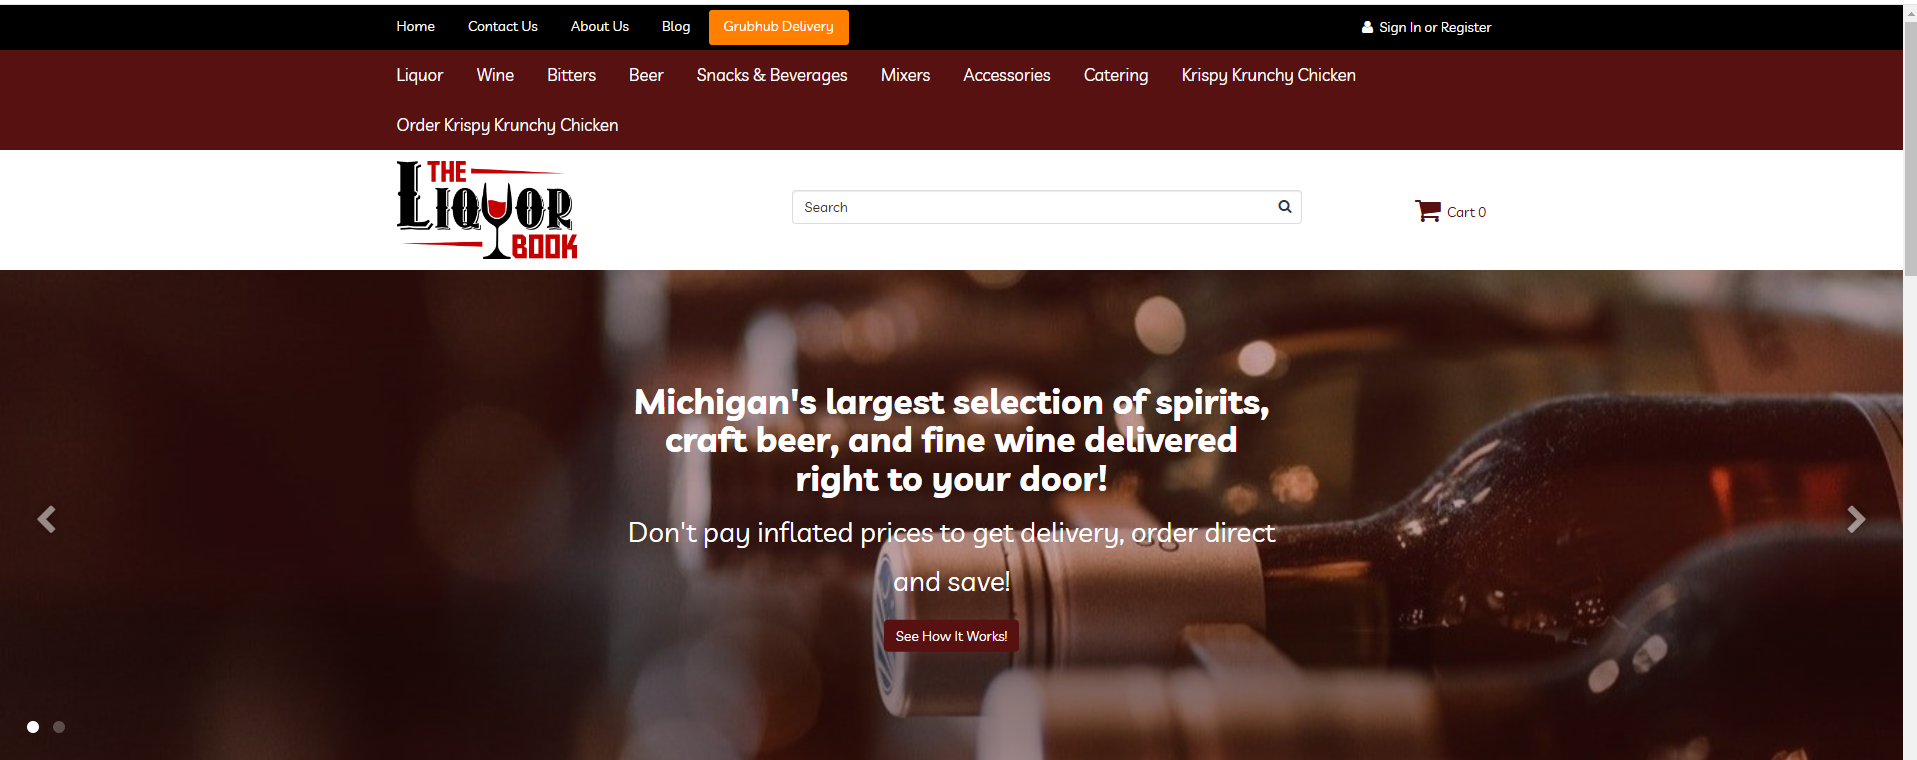 Home Contact Us About Us Blog Grubhub Delivery Sign In or Register
Liquor Wine Bitters Beer Snacks & Beverages Mixers Accessories Catering Krispy Krunchy Chicken
Order Krispy Krunchy Chicken
THE
LIQUOR
BOOK
Search
Cart 0
Michigan's largest selection of spirits,
craft beer, and fine wine delivered
right to your door!
Don't pay inflated prices to get delivery, order direct
and save!
See How It Works!